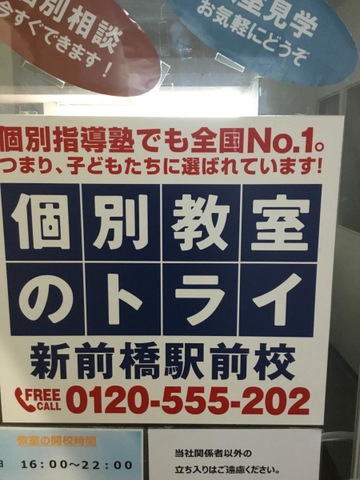 個別相談
今すぐできます!
室見学
お気軽にどうぞ
個別指導塾でも全国No.1。
つまり、子どもたちに選ばれています!
個別教室
のトライ
新前橋駅前校
FREE CALL 0120-555-202
教室の開校時間
日 16:00〜22:00
当社関係者以外の
立ち入りはご遠慮ください。